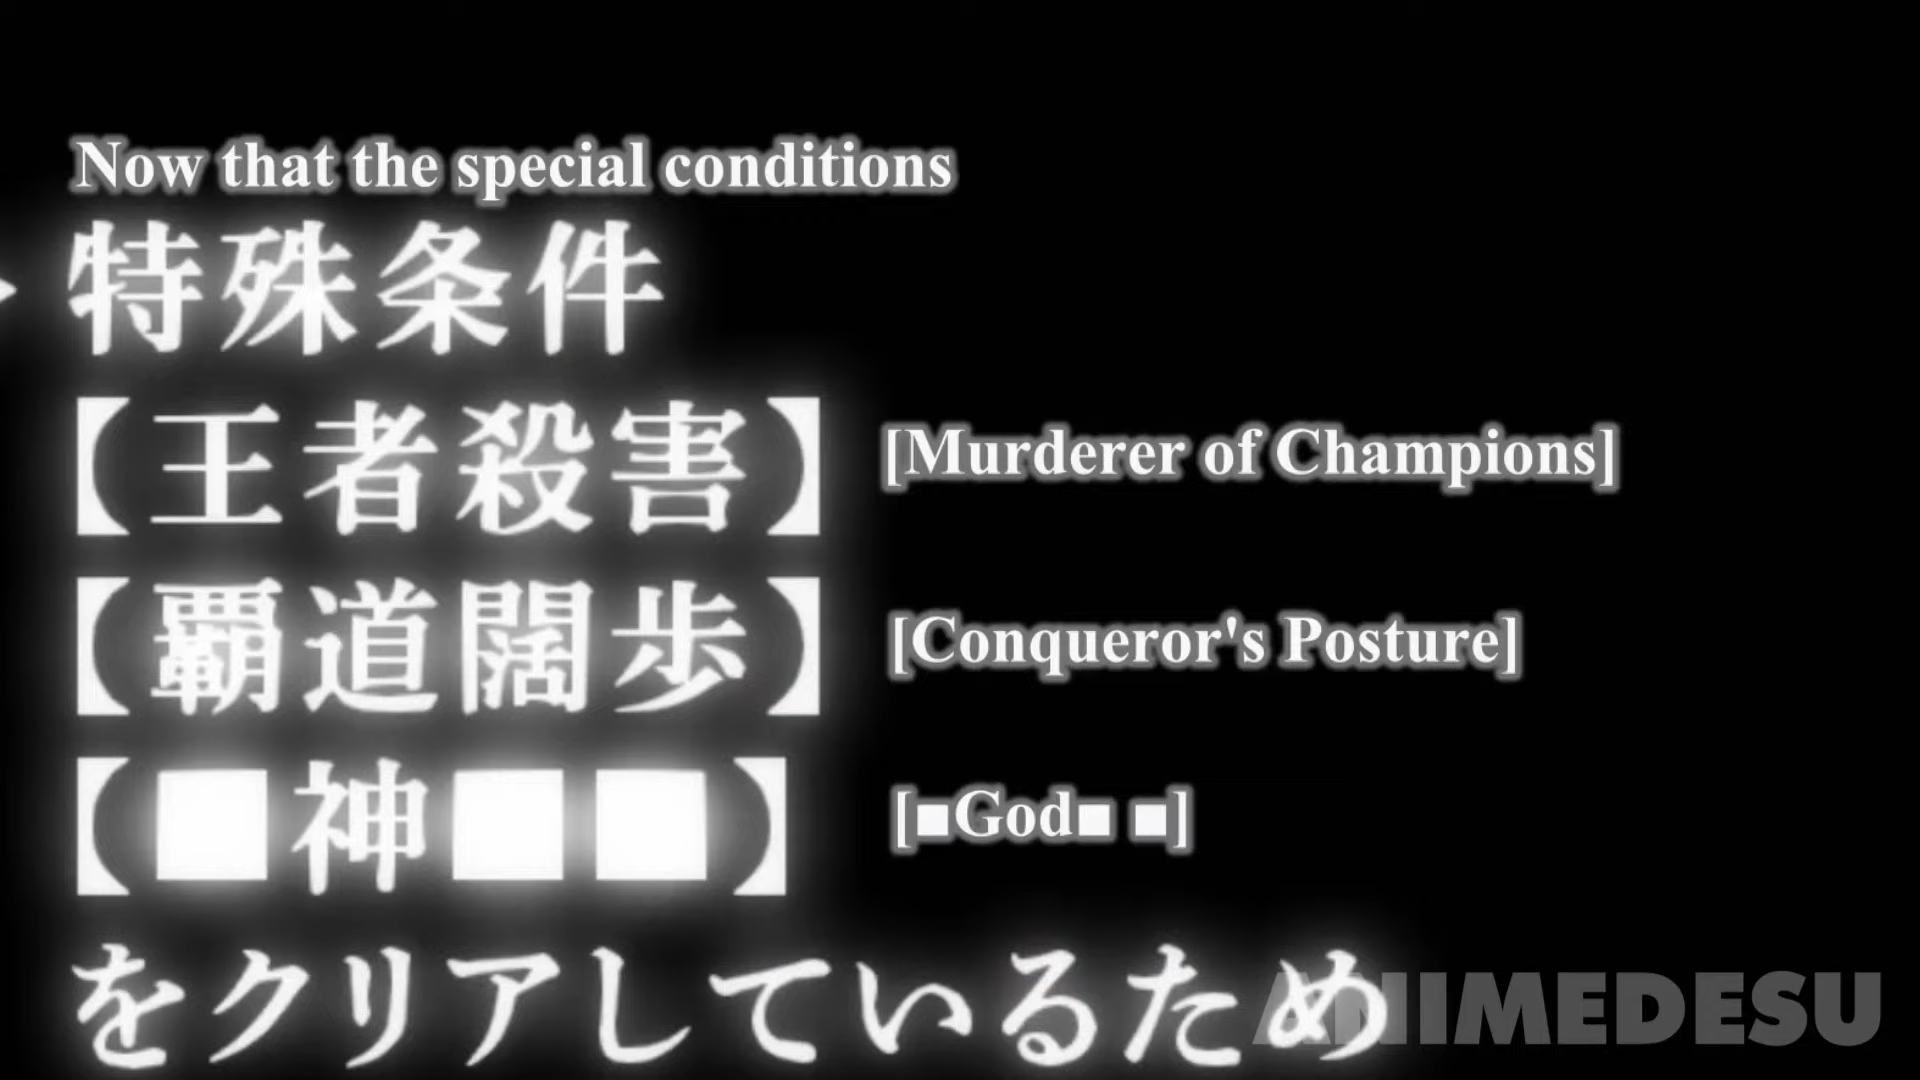 Now that the special conditions
特殊条件
【王者殺害】 [Murderer of Champions]
【覇道闊歩】 [Conqueror's Posture]
【■神■■】 [■God■ ■]
をクリアしているため
ANIMEDESU